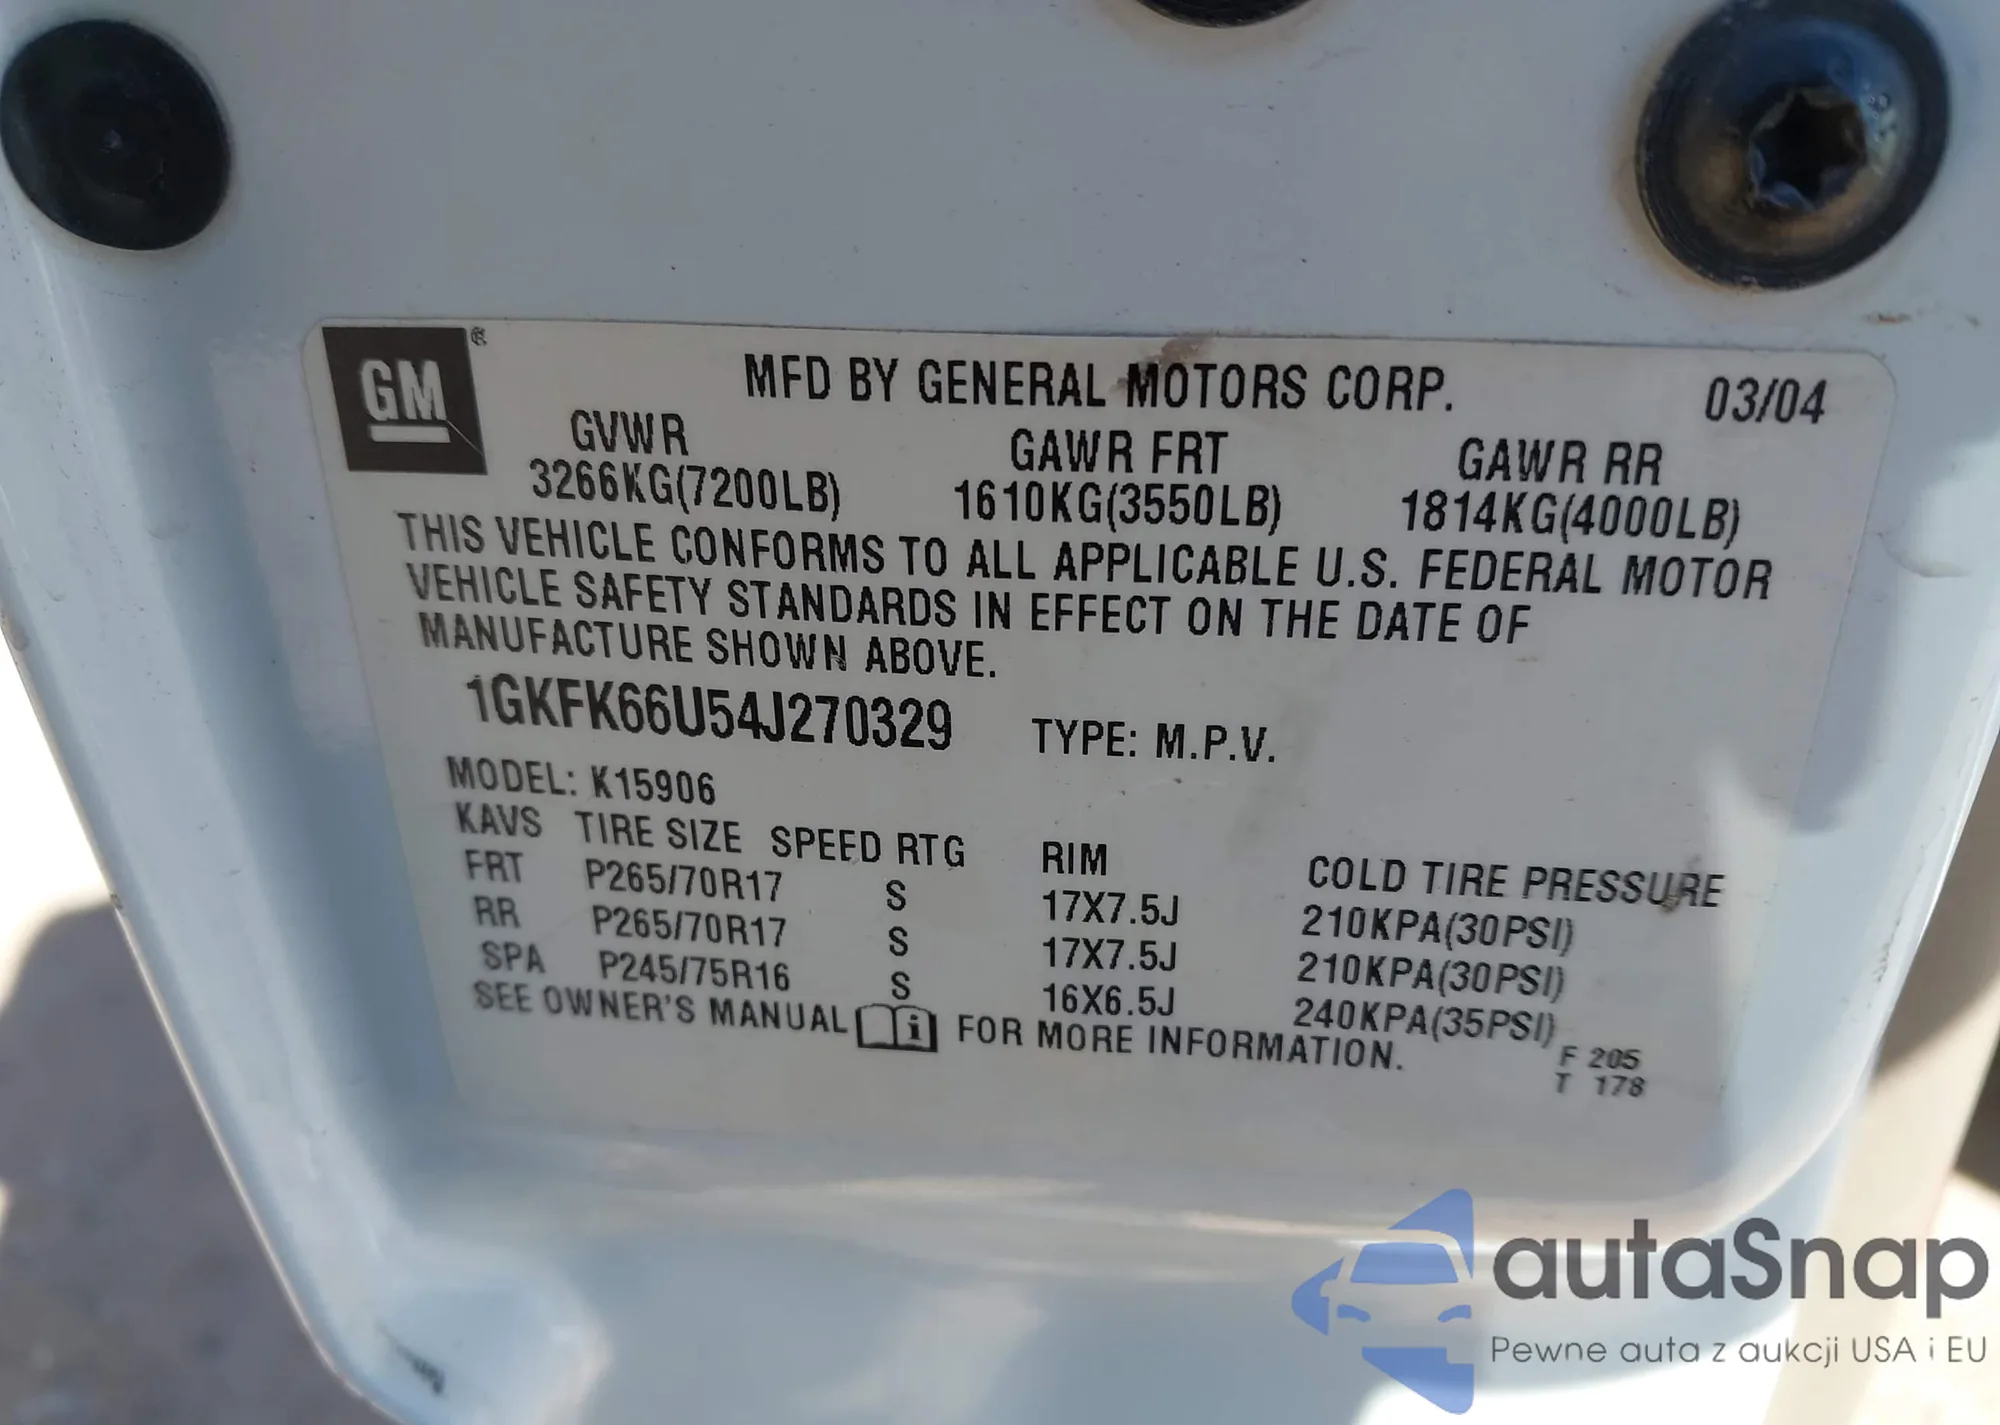 GM ®
MFD BY GENERAL MOTORS CORP. 03/04
GVWR GAWR FRT GAWR RR
3266KG(7200LB) 1610KG(3550LB) 1814KG(4000LB)
THIS VEHICLE CONFORMS TO ALL APPLICABLE U.S. FEDERAL MOTOR
VEHICLE SAFETY STANDARDS IN EFFECT ON THE DATE OF
MANUFACTURE SHOWN ABOVE.
1GKFK66U54J270329 TYPE: M.P.V.
MODEL: K15906
KAVS TIRE SIZE SPEED RTG RIM COLD TIRE PRESSURE
FRT P265/70R17 S 17X7.5J 210KPA(30PSI)
RR P265/70R17 S 17X7.5J 210KPA(30PSI)
SPA P245/75R16 S 16X6.5J 240KPA(35PSI)
SEE OWNER'S MANUAL i FOR MORE INFORMATION.
F 205
T 178
autaSnap
Pewne auta z aukcji USA i EU